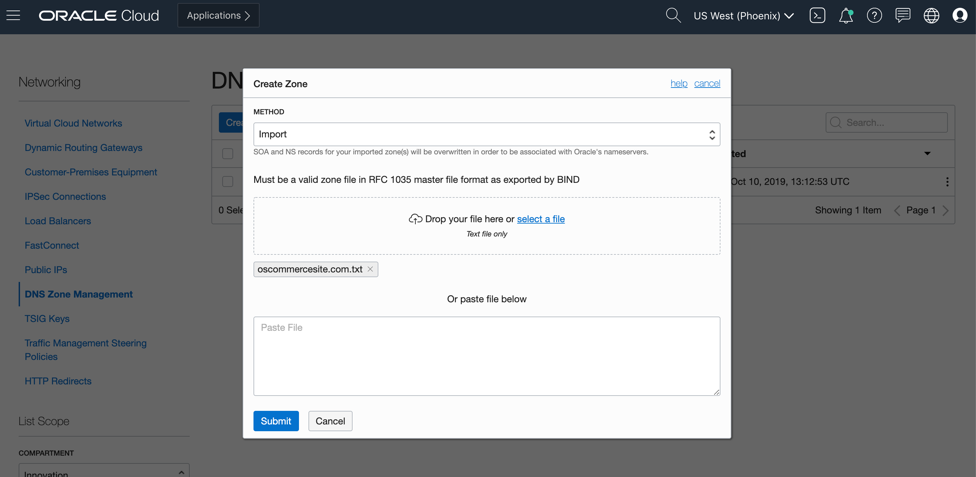 ORACLE Cloud
Applications
US West (Phoenix)
Networking
Virtual Cloud Networks
Dynamic Routing Gateways
Customer-Premises Equipment
IPSec Connections
Load Balancers
FastConnect
Public IPs
DNS Zone Management
TSIG Keys
Traffic Management Steering
Policies
HTTP Redirects
List Scope
COMPARTMENT
Innovation
DN
Cre
Search...
ted
Oct 10, 2019, 13:12:53 UTC
0 Sele
Showing 1 Item
Page 1
Create Zone
help
cancel
METHOD
Import
SOA and NS records for your imported zone(s) will be overwritten in order to be associated with Oracle's nameservers.
Must be a valid zone file in RFC 1035 master file format as exported by BIND
Drop your file here or select a file
Text file only
oscommercesite.com.txt ×
Or paste file below
Paste File
Submit
Cancel